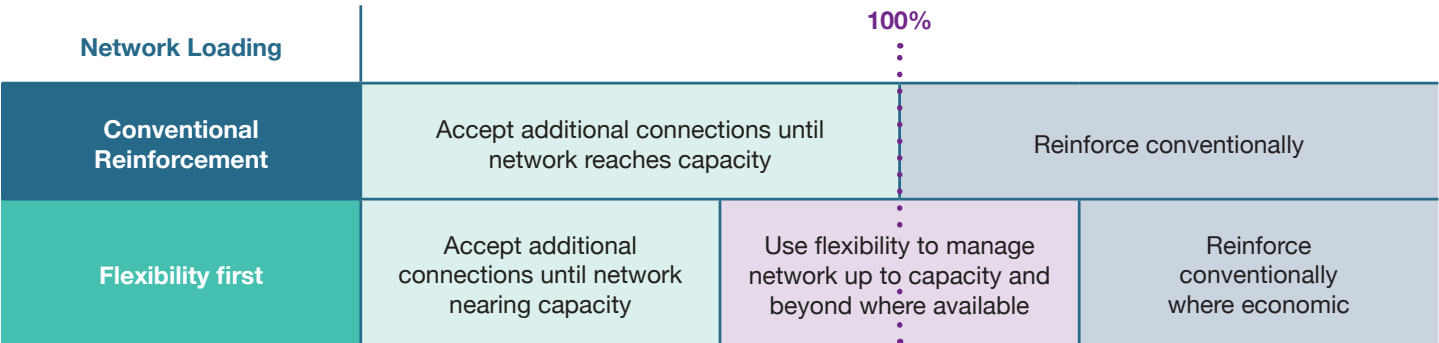 100%
Network Loading
Conventional
Reinforcement
Accept additional connections until
network reaches capacity
Reinforce conventionally
Flexibility first
Accept additional
connections until network
nearing capacity
Use flexibility to manage
network up to capacity and
beyond where available
Reinforce
conventionally
where economic